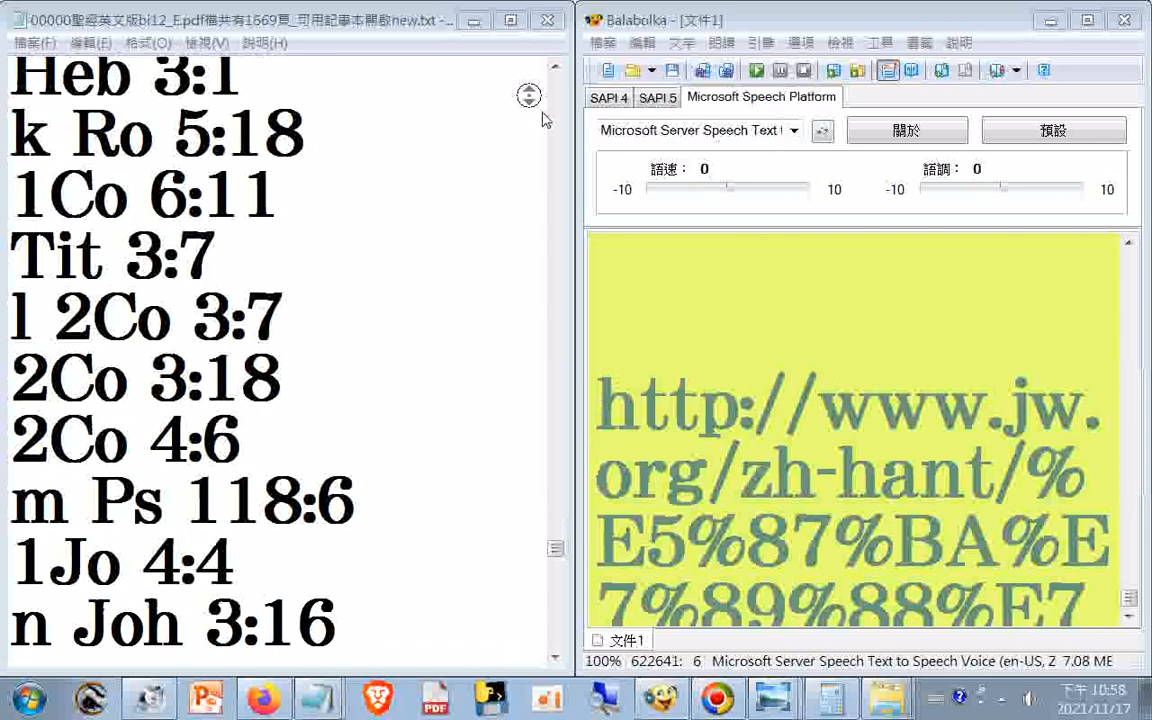 00000聖經英文版bi12_E.pdf檔共有1669頁_可用記事本開啟new.txt -...
檔案(F) 編輯(E) 格式(O) 檢視(V) 說明(H)
Heb 3:1
k Ro 5:18
1Co 6:11
Tit 3:7
l 2Co 3:7
2Co 3:18
2Co 4:6
m Ps 118:6
1Jo 4:4
n Joh 3:16
Balabolka - [文件1]
檔案 編輯 文字 朗讀 引擎 選項 檢視 工具 書籤 說明
SAPI 4 SAPI 5 Microsoft Speech Platform
Microsoft Server Speech Text
關於 預設
語速： 0 語調： 0
-10 10 -10 10
http://www.jw.
org/zh-hant/%
E5%87%BA%E
7%89%88%E7
文件1
100% 622641: 6 Microsoft Server Speech Text to Speech Voice (en-US, Z 7.08 MB
PDF
下午 10:58
2021/11/17